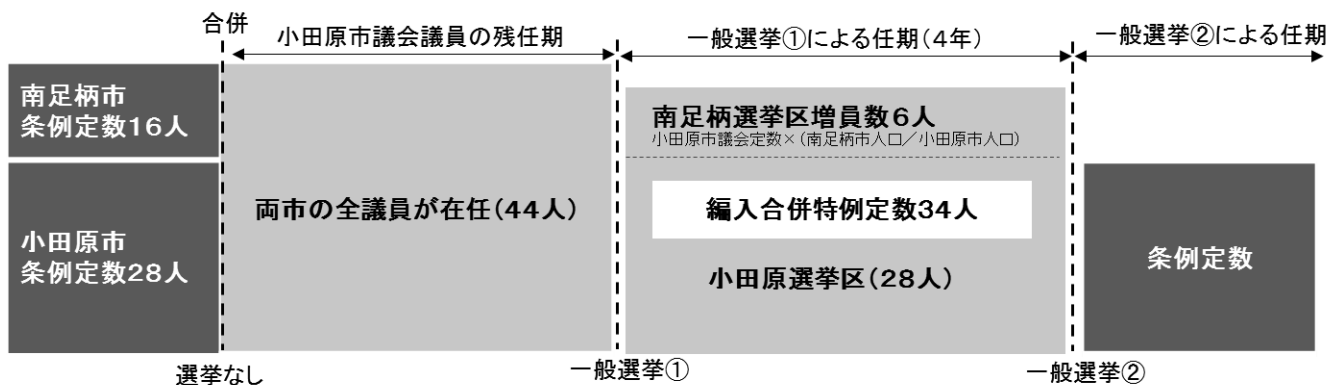 合併
小田原市議会議員の残任期
一般選挙①による任期(4年)
一般選挙②による任期
南足柄市
条例定数16人
小田原市
条例定数28人
両市の全議員が在任(44人)
南足柄選挙区増員数6人
小田原市議会定数×(南足柄市人口/小田原市人口)
編入合併特例定数34人
小田原選挙区(28人)
条例定数
選挙なし
一般選挙①
一般選挙②